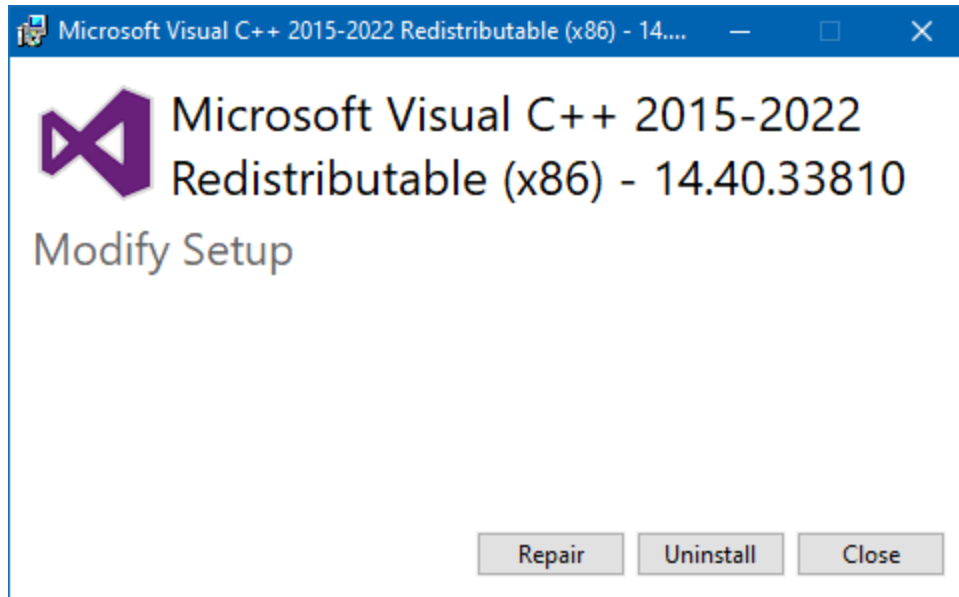 Microsoft Visual C++ 2015-2022 Redistributable (x86) - 14....
Microsoft Visual C++ 2015-2022
Redistributable (x86) - 14.40.33810
Modify Setup
Repair
Uninstall
Close